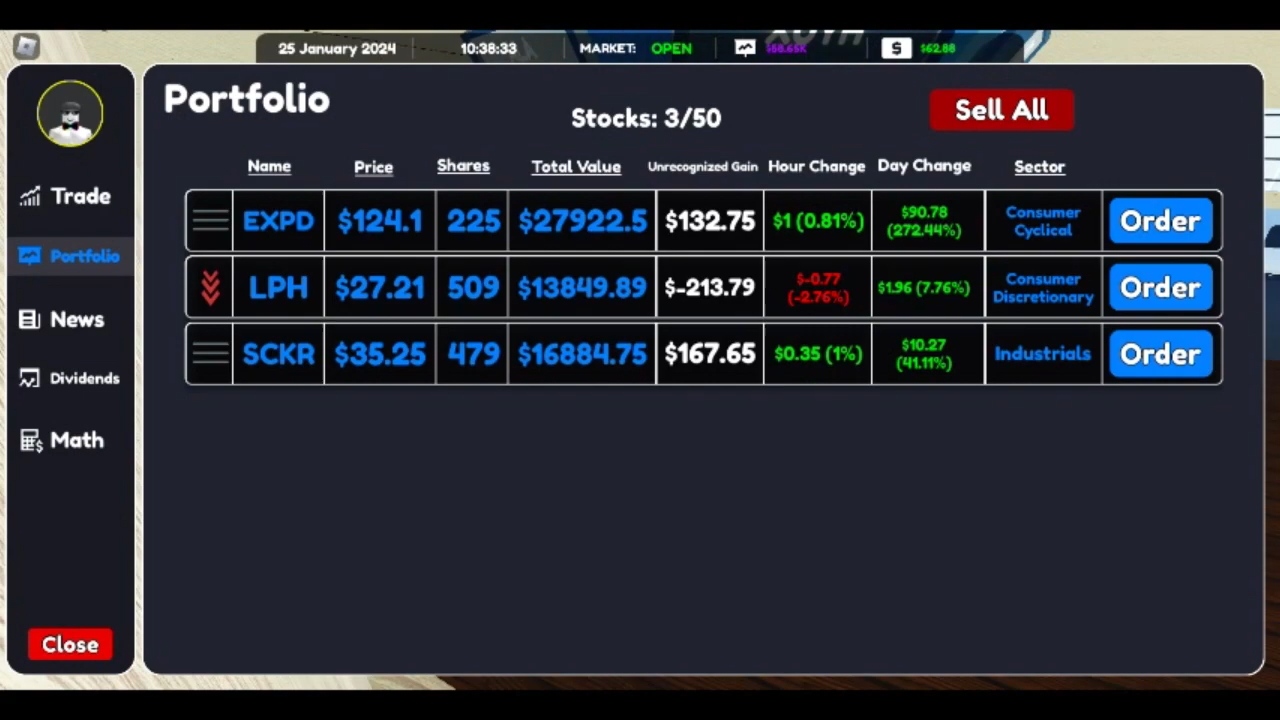 25 January 2024 10:38:33 MARKET: OPEN $68.65K $ $62.88
Portfolio
Stocks: 3/50
Sell All
Name Price Shares Total Value Unrecognized Gain Hour Change Day Change Sector
EXPD $124.1 225 $27922.5 $132.75 $1 (0.81%) $90.78 (272.44%) Consumer Cyclical Order
LPH $27.21 509 $13849.89 $-213.79 $-0.77 (-2.76%) $1.96 (7.76%) Consumer Discretionary Order
SCKR $35.25 479 $16884.75 $167.65 $0.35 (1%) $10.27 (41.11%) Industrials Order
Trade
Portfolio
News
Dividends
Math
Close